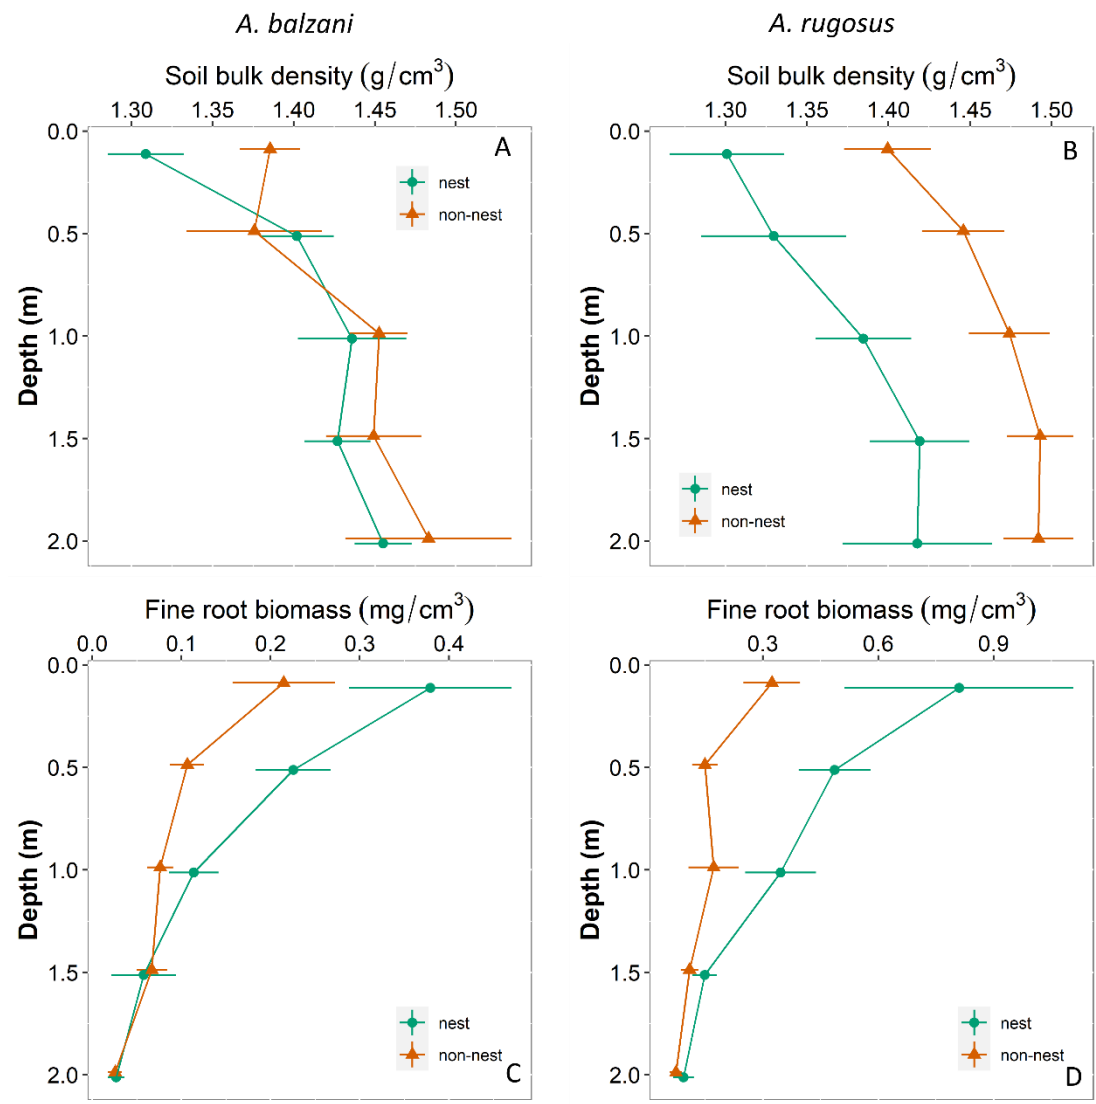 A. balzani
A. rugosus
Soil bulk density (g/cm³)
1.30 1.35 1.40 1.45 1.50
0.0
0.5
1.0
1.5
2.0
Depth (m)
A
nest
non-nest
Soil bulk density (g/cm³)
1.30 1.35 1.40 1.45 1.50
0.0
0.5
1.0
1.5
2.0
Depth (m)
B
nest
non-nest
Fine root biomass (mg/cm³)
0.0 0.1 0.2 0.3 0.4
0.0
0.5
1.0
1.5
2.0
Depth (m)
nest
non-nest
C
Fine root biomass (mg/cm³)
0.3 0.6 0.9
0.0
0.5
1.0
1.5
2.0
Depth (m)
nest
non-nest
D